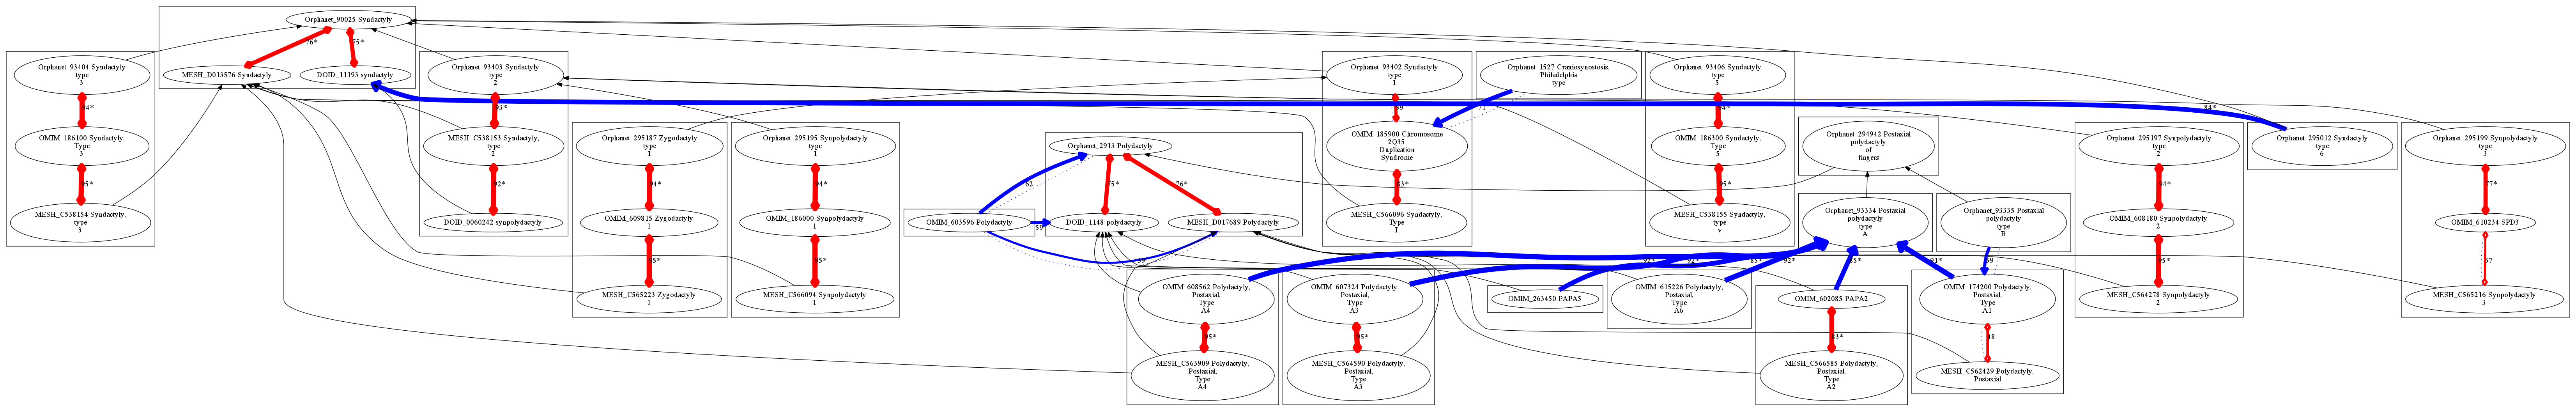 Orphanet_90025 Syndactyly
76*
75*
MESH_D013576 Syndactyly
DOID_11193 syndactyly
Orphanet_93404 Syndactyly
type
3
94*
OMIM_186100 Syndactyly,
Type
3
95*
MESH_C538154 Syndactyly,
type
3
Orphanet_93403 Syndactyly
type
2
93*
MESH_C538153 Syndactyly,
type
2
92*
DOID_0060242 synpolydactyly
Orphanet_295187 Zygodactyly
type
1
94*
OMIM_609815 Zygodactyly
1
95*
MESH_C565223 Zygodactyly
1
Orphanet_295195 Synpolydactyly
type
1
94*
OMIM_186000 Synpolydactyly
1
95*
MESH_C566094 Synpolydactyly
1
Orphanet_2913 Polydactyly
62
75*
76*
OMIM_603596 Polydactyly
59
DOID_1148 polydactyly
MESH_D017689 Polydactyly
39
Orphanet_93402 Syndactyly
type
1
59
OMIM_185900 Chromosome
2Q35
Duplication
Syndrome
83*
MESH_C566096 Syndactyly,
Type
I
Orphanet_1527 Craniosynostosis,
Philadelphia
type
71
Orphanet_93406 Syndactyly
type
5
94*
OMIM_186300 Syndactyly,
Type
5
95*
MESH_C538155 Syndactyly,
type
v
Orphanet_294942 Postaxial
polydactyly
of
fingers
Orphanet_93334 Postaxial
polydactyly
type
A
Orphanet_93335 Postaxial
polydactyly
type
B
92*
92*
85*
92*
85*
91*
59
OMIM_608562 Polydactyly,
Postaxial,
Type
A4
95*
MESH_C563909 Polydactyly,
Postaxial,
Type
A4
OMIM_607324 Polydactyly,
Postaxial,
Type
A3
95*
MESH_C564590 Polydactyly,
Postaxial,
Type
A3
OMIM_263450 PAPA5
OMIM_615226 Polydactyly,
Postaxial,
Type
A6
OMIM_602085 PAPA2
83*
MESH_C566585 Polydactyly,
Postaxial,
Type
A2
OMIM_174200 Polydactyly,
Postaxial,
Type
A1
48
MESH_C562429 Polydactyly,
Postaxial
Orphanet_295197 Synpolydactyly
type
2
94*
OMIM_608180 Synpolydactyly
2
95*
MESH_C564278 Synpolydactyly
2
84*
Orphanet_295012 Syndactyly
type
6
Orphanet_295199 Synpolydactyly
type
3
77*
OMIM_610234 SPD3
37
MESH_C565216 Synpolydactyly
3